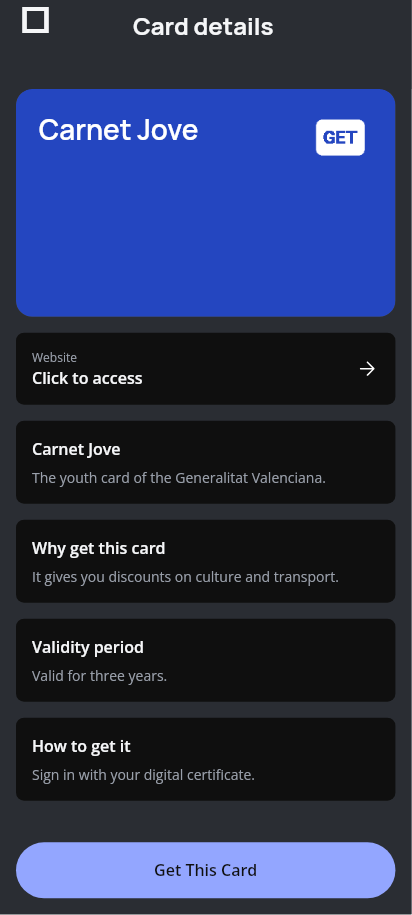 Card details
Carnet Jove
GET
Website
Click to access
Carnet Jove
The youth card of the Generalitat Valenciana.
Why get this card
It gives you discounts on culture and transport.
Validity period
Valid for three years.
How to get it
Sign in with your digital certificate.
Get This Card